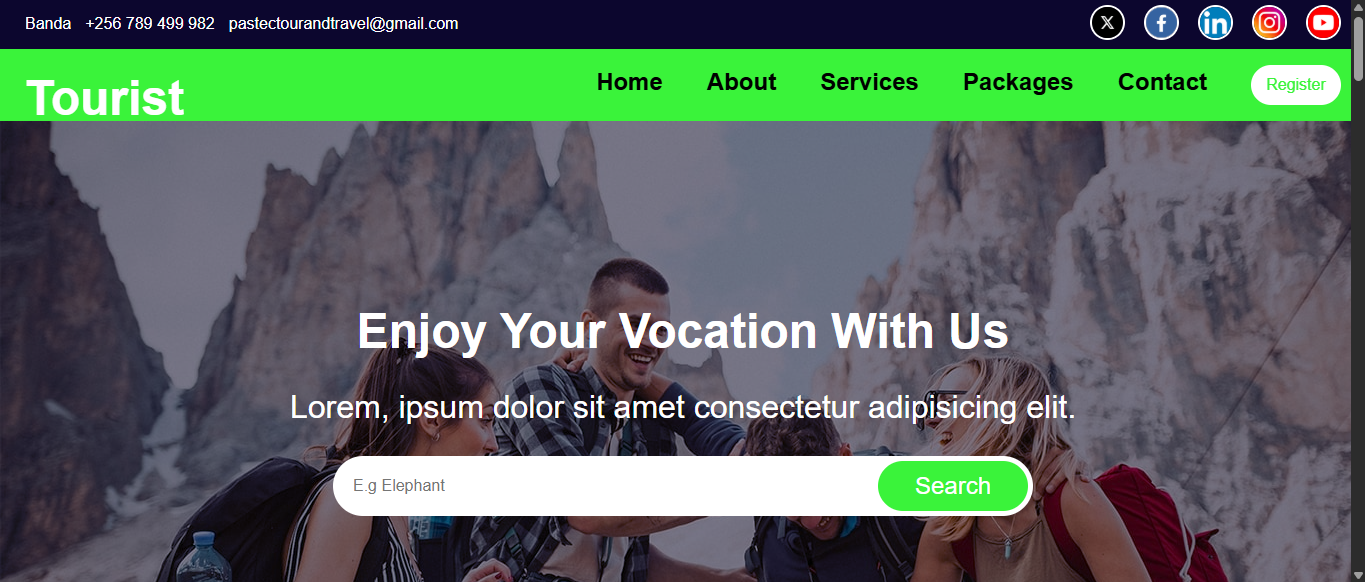 Banda +256 789 499 982 pastectourandtravel@gmail.com
Tourist Home About Services Packages Contact Register
Enjoy Your Vocation With Us
Lorem, ipsum dolor sit amet consectetur adipisicing elit.
E.g Elephant Search